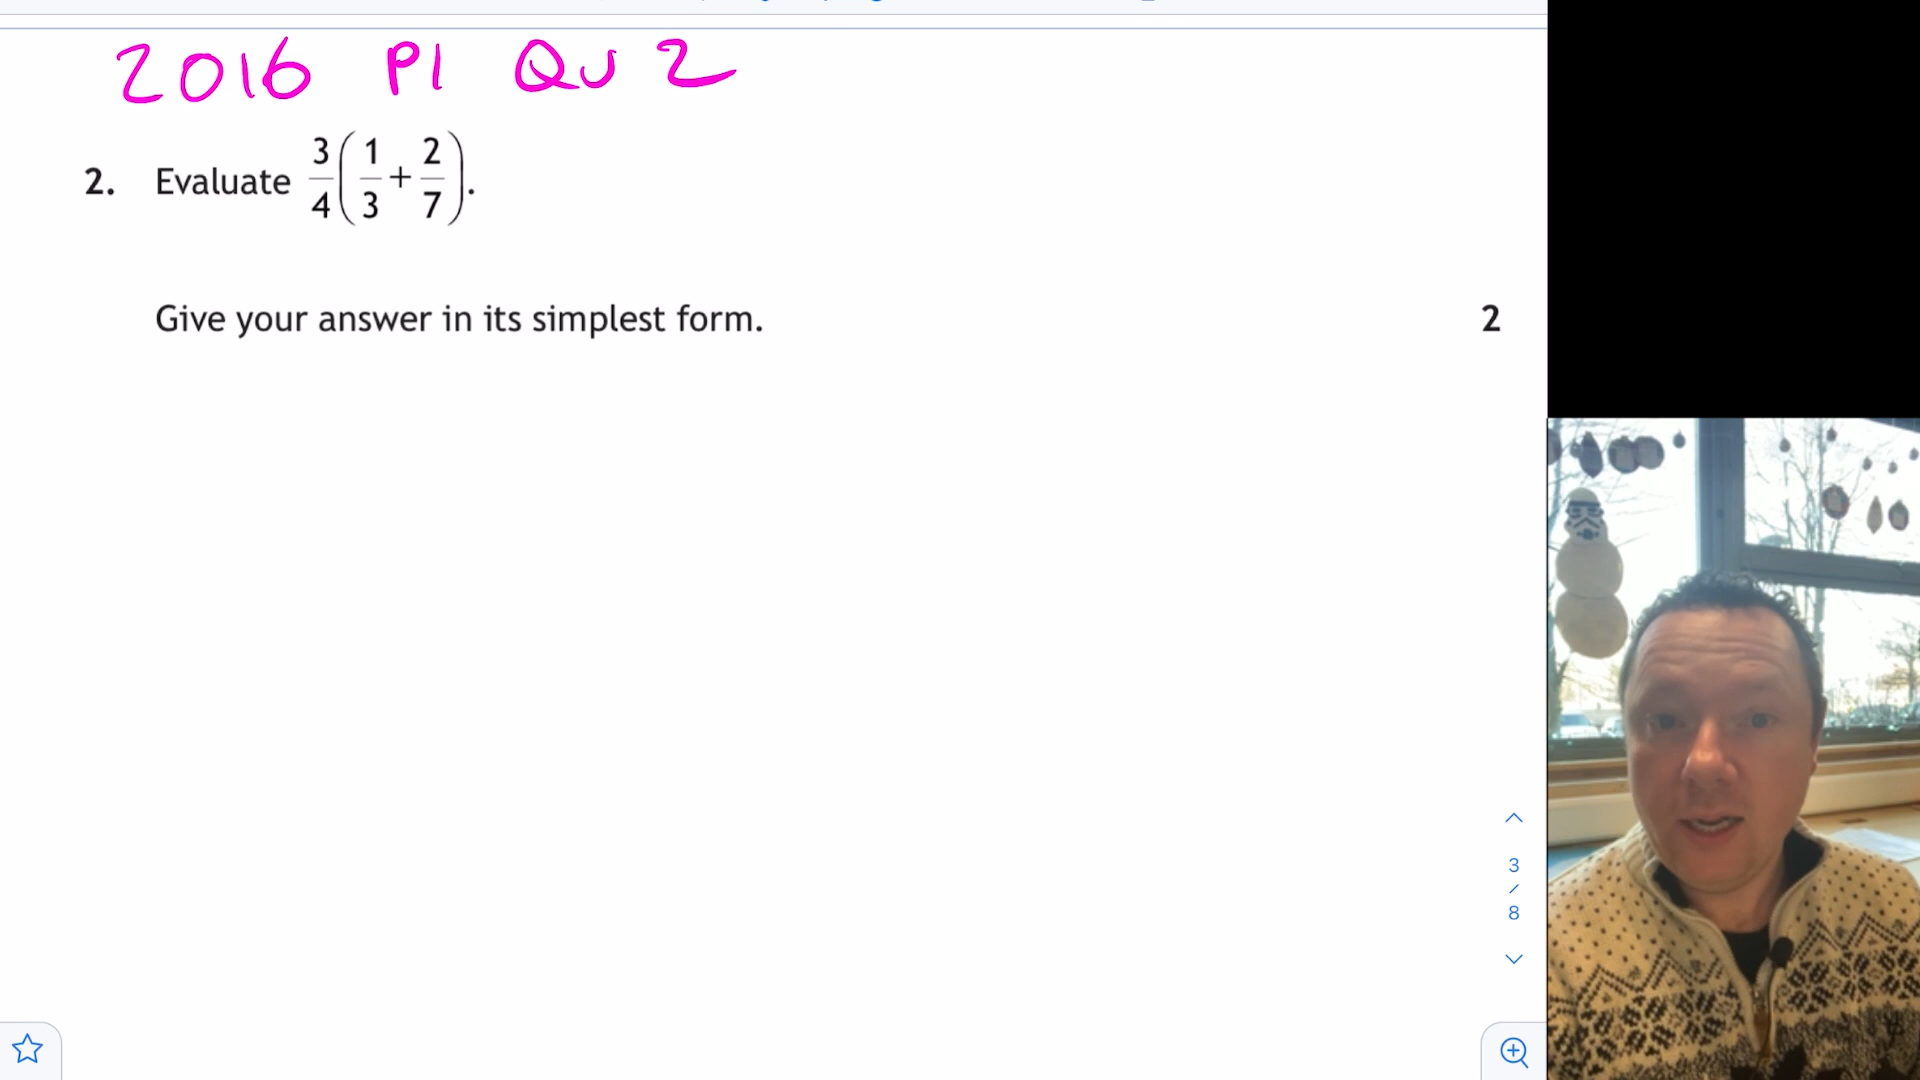 2016 P1 Qu 2
2. Evaluate 3/4(1/3 + 2/7).
Give your answer in its simplest form. 2
3
/
8